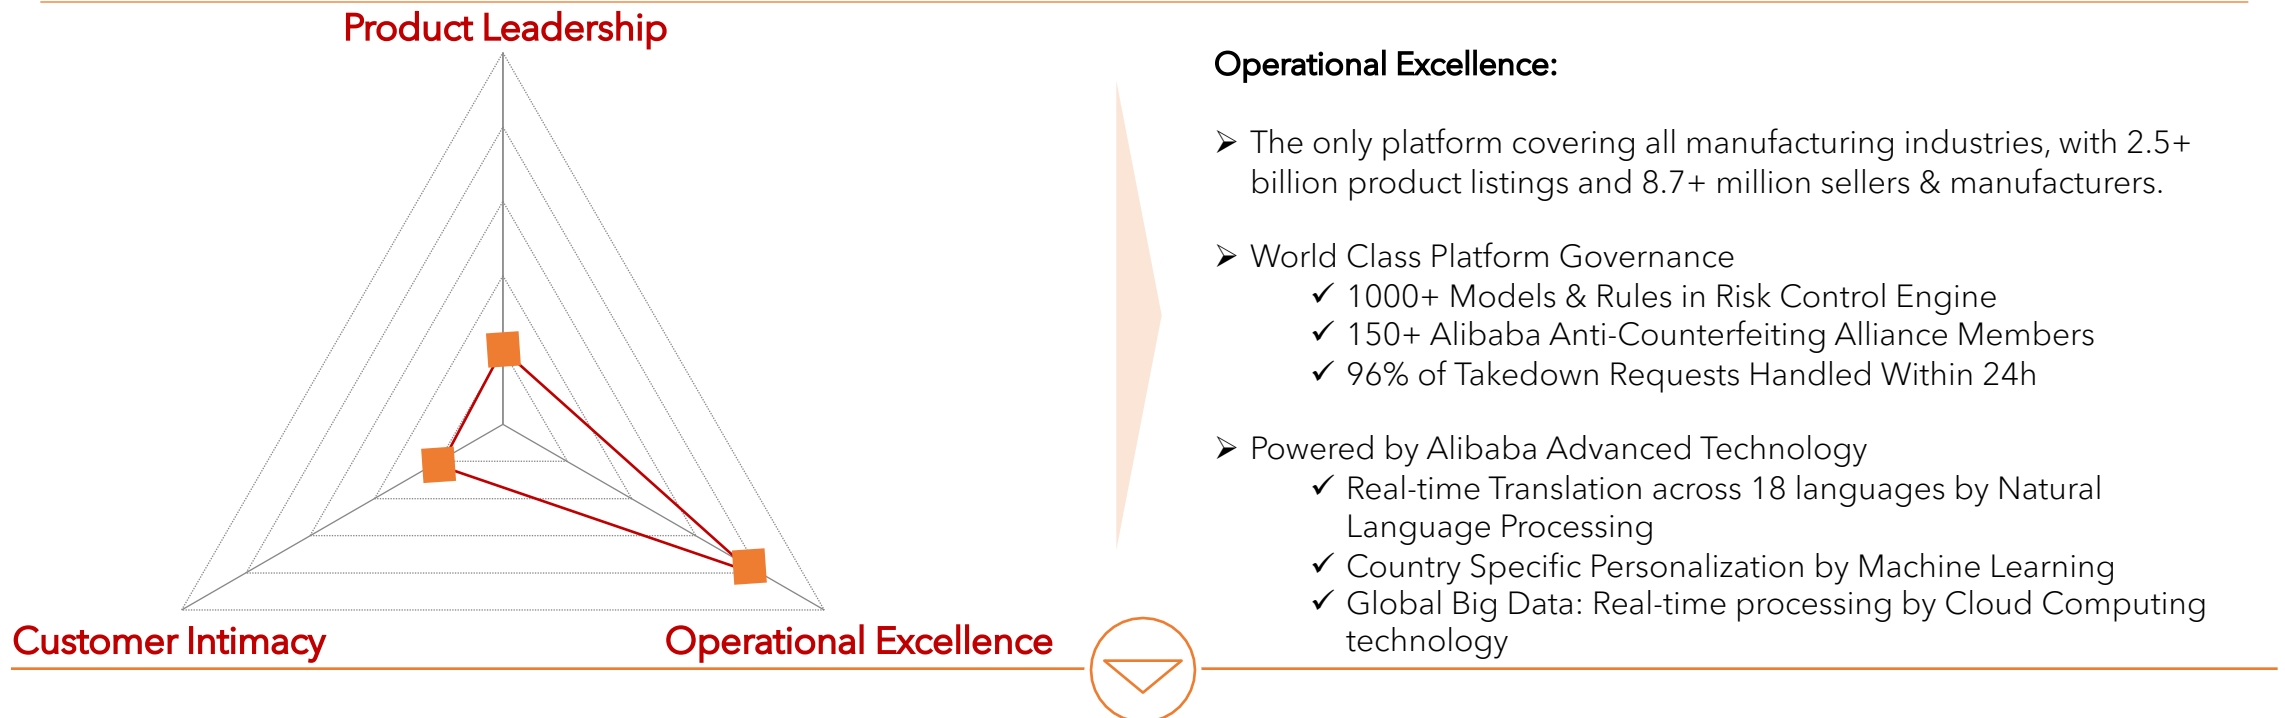 Product Leadership
Customer Intimacy
Operational Excellence
Operational Excellence:
➢ The only platform covering all manufacturing industries, with 2.5+
billion product listings and 8.7+ million sellers & manufacturers.
➢ World Class Platform Governance
✓ 1000+ Models & Rules in Risk Control Engine
✓ 150+ Alibaba Anti-Counterfeiting Alliance Members
✓ 96% of Takedown Requests Handled Within 24h
➢ Powered by Alibaba Advanced Technology
✓ Real-time Translation across 18 languages by Natural
Language Processing
✓ Country Specific Personalization by Machine Learning
✓ Global Big Data: Real-time processing by Cloud Computing
technology